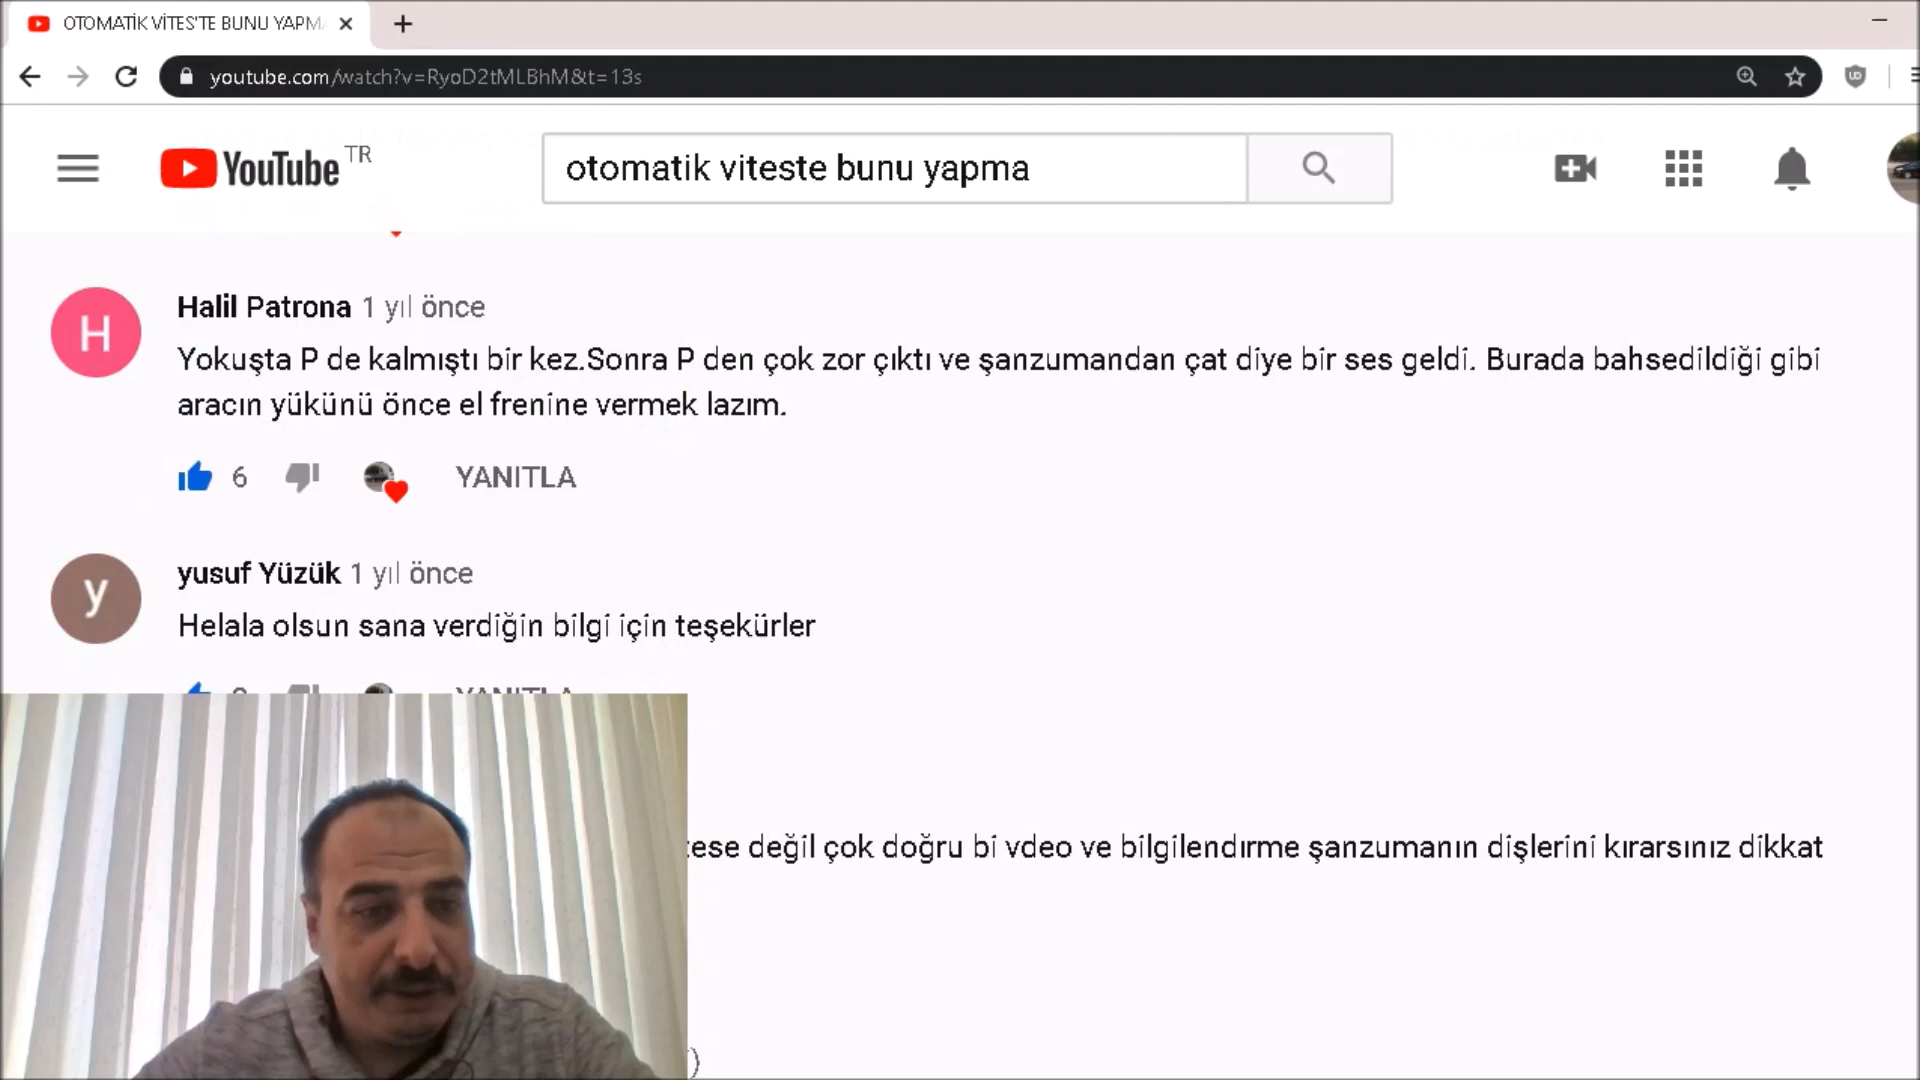 OTOMATİK VİTES'TE BUNU YAPM
youtube.com/watch?v=RyoD2tMLBhM&t=13s
YouTube TR
otomatik viteste bunu yapma
H
Halil Patrona 1 yıl önce
Yokuşta P de kalmıştı bir kez.Sonra P den çok zor çıktı ve şanzumandan çat diye bir ses geldi. Burada bahsedildiği gibi
aracın yükünü önce el frenine vermek lazım.
6 YANITLA
y
yusuf Yüzük 1 yıl önce
Helala olsun sana verdiğin bilgi için teşekürler
YANITLA
değil çok doğru bi vdeo ve bilgilendırme şanzumanın dişlerini kırarsınız dikkat
)